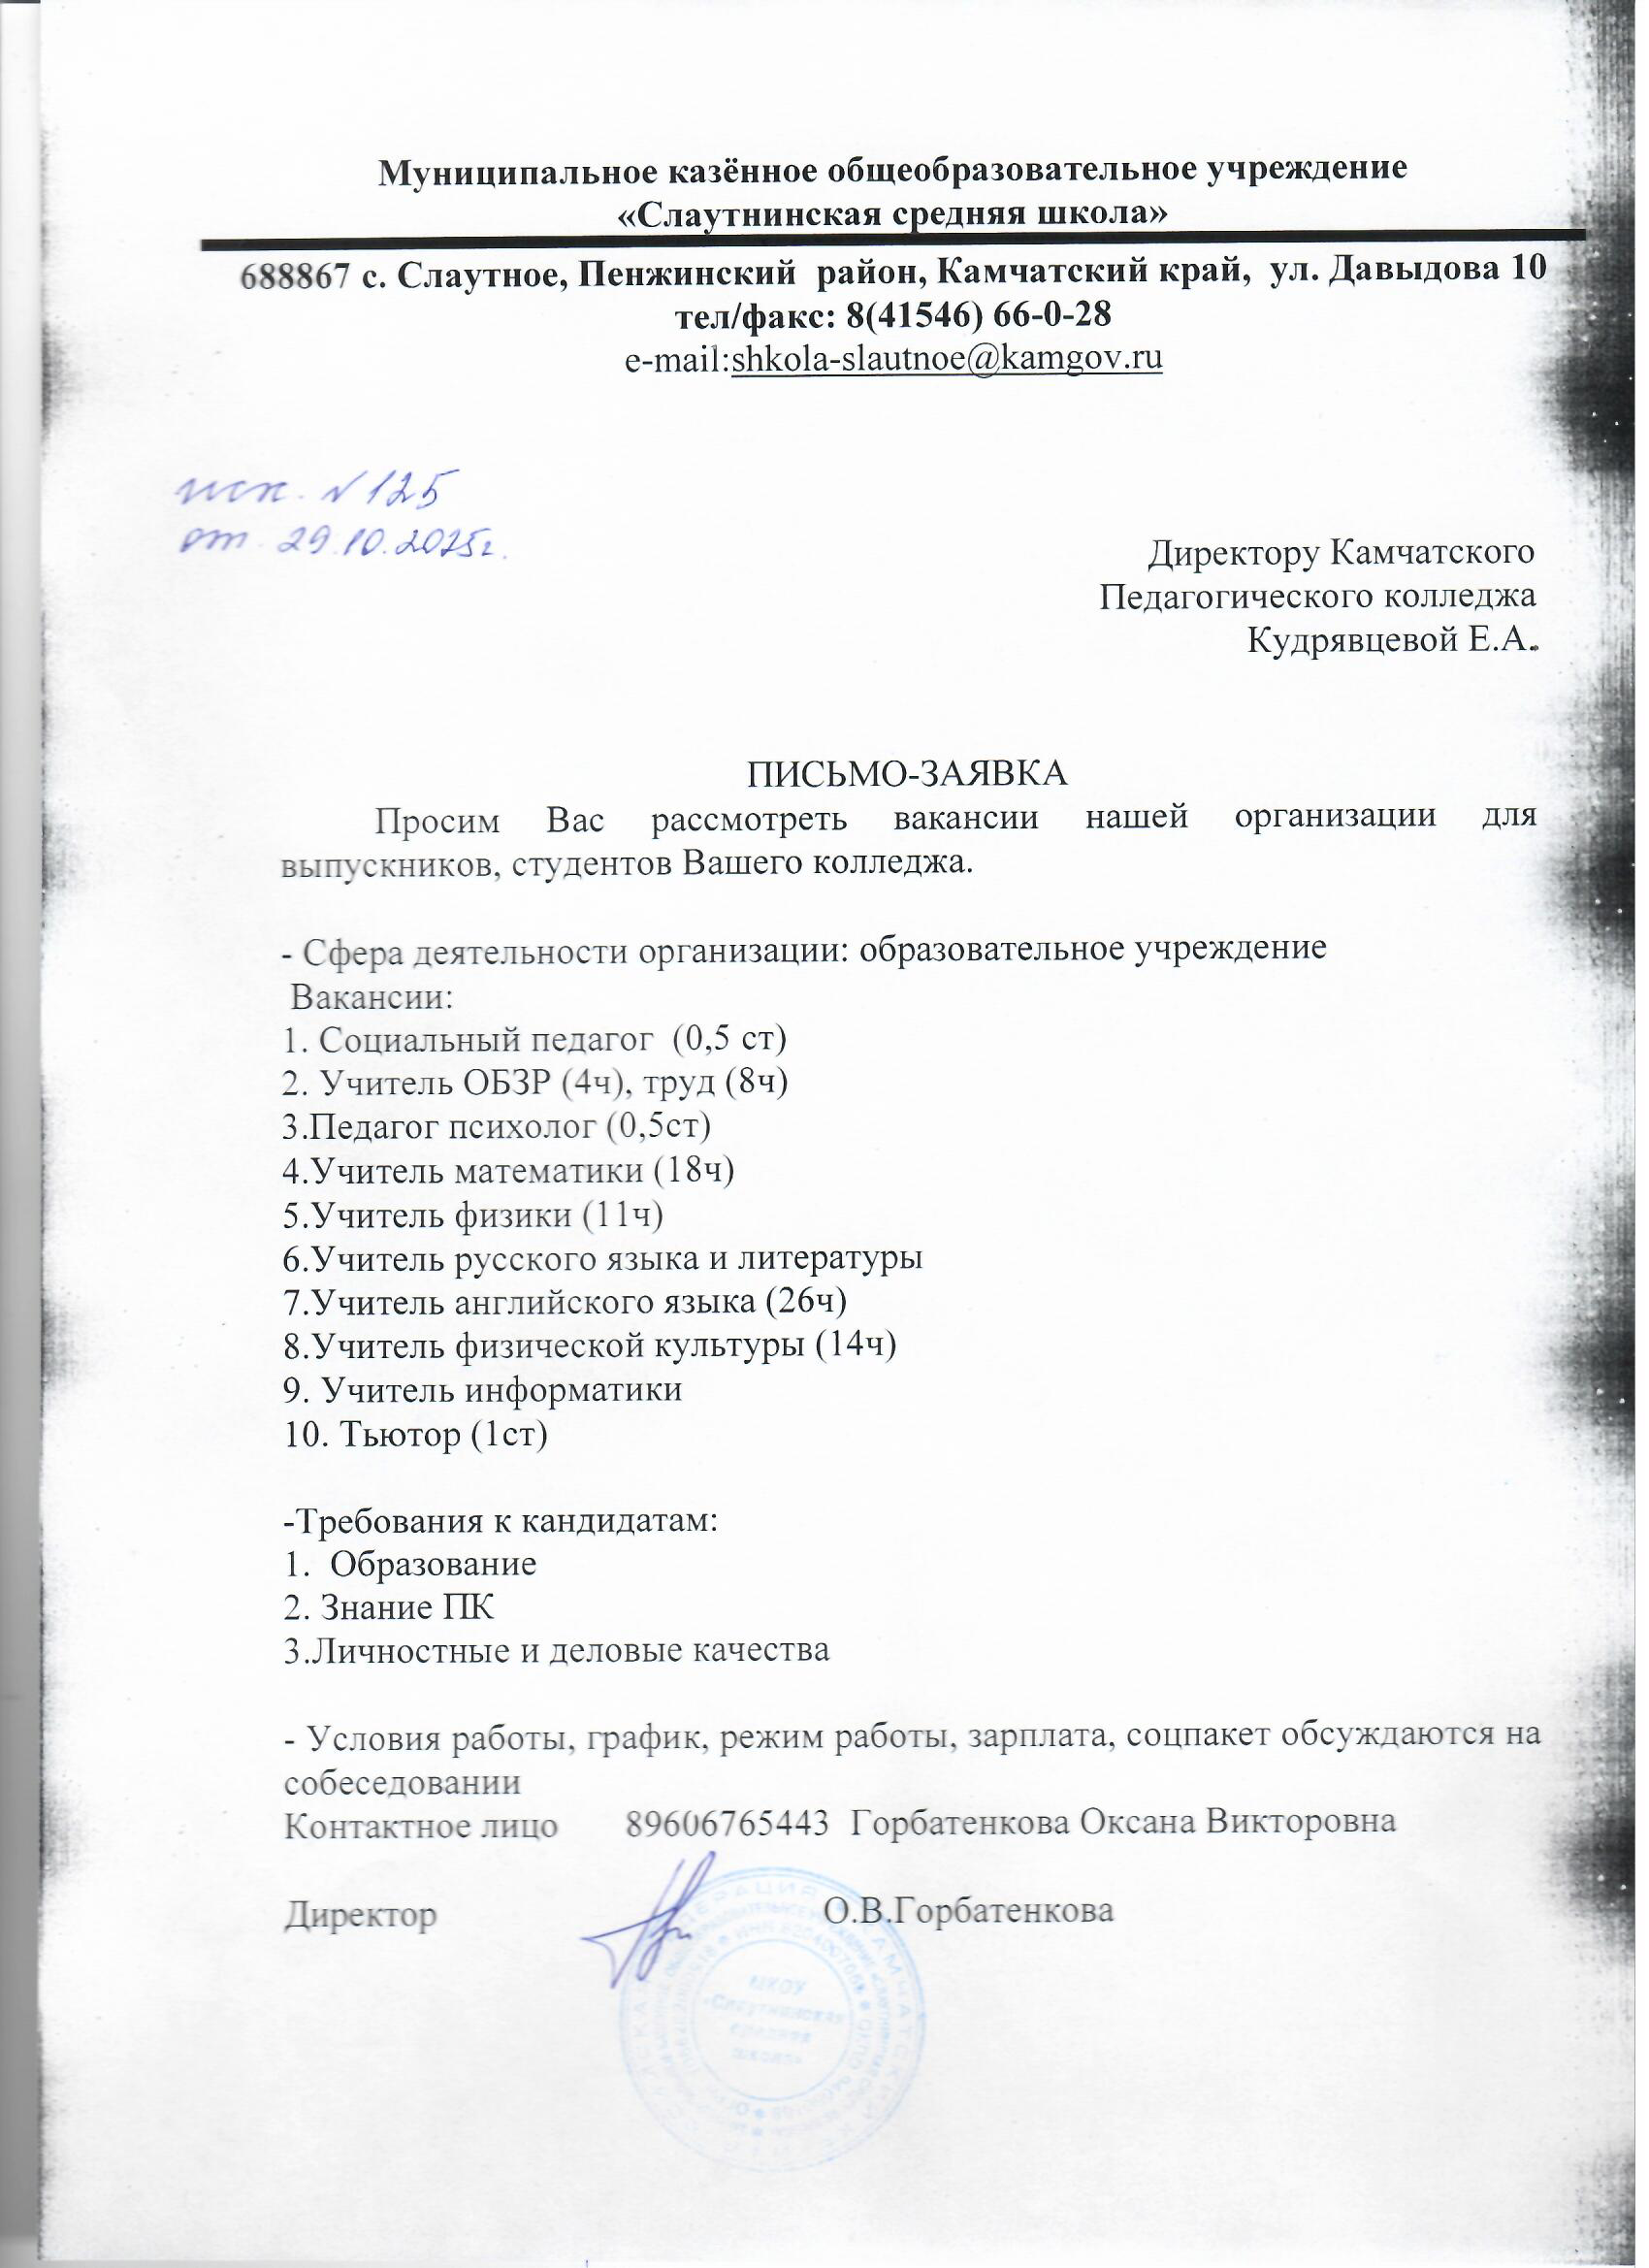 Муниципальное казённое общеобразовательное учреждение
«Слаутнинская средняя школа»
688867 с. Слаутное, Пенжинский район, Камчатский край, ул. Давыдова 10
тел/факс: 8(41546) 66-0-28
e-mail:shkola-slautnoe@kamgov.ru
исх. №125
от 29.10.2025г.
Директору Камчатского
Педагогического колледжа
Кудрявцевой Е.А.
ПИСЬМО-ЗАЯВКА
Просим Вас рассмотреть вакансии нашей организации для
выпускников, студентов Вашего колледжа.
- Сфера деятельности организации: образовательное учреждение
Вакансии:
1. Социальный педагог (0,5 ст)
2. Учитель ОБЗР (4ч), труд (8ч)
3.Педагог психолог (0,5ст)
4.Учитель математики (18ч)
5.Учитель физики (11ч)
6.Учитель русского языка и литературы
7.Учитель английского языка (26ч)
8.Учитель физической культуры (14ч)
9. Учитель информатики
10. Тьютор (1ст)
-Требования к кандидатам:
1. Образование
2. Знание ПК
3.Личностные и деловые качества
- Условия работы, график, режим работы, зарплата, соцпакет обсуждаются на
собеседовании
Контактное лицо 89606765443 Горбатенкова Оксана Викторовна
Директор О.В.Горбатенкова
МКОУ
«Слаутнинская
средняя
школа»